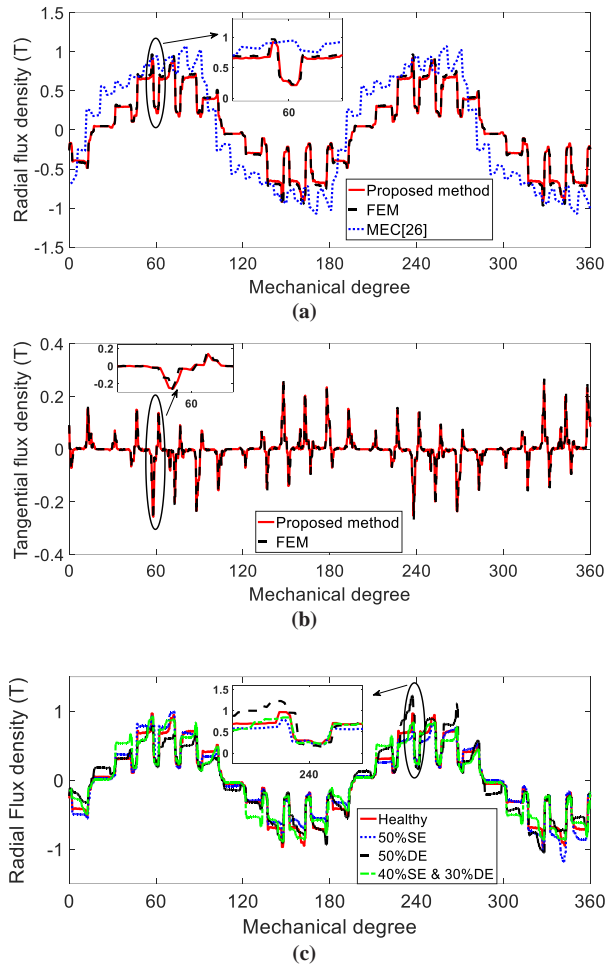 (a)
Radial flux density (T)
1.5
1
0.5
0
-0.5
-1
-1.5
1
0.5
0
60
Proposed method
FEM
MEC[26]
0 60 120 180 240 300 360
Mechanical degree
(a)
Tangential flux density (T)
0.4
0.2
0
-0.2
-0.4
0.2
0
-0.2
60
Proposed method
FEM
0 60 120 180 240 300 360
Mechanical degree
(b)
Radial Flux density (T)
1
0
-1
1.5
1
0.5
0
240
Healthy
50%SE
50%DE
40%SE & 30%DE
0 60 120 180 240 300 360
Mechanical degree
(c)